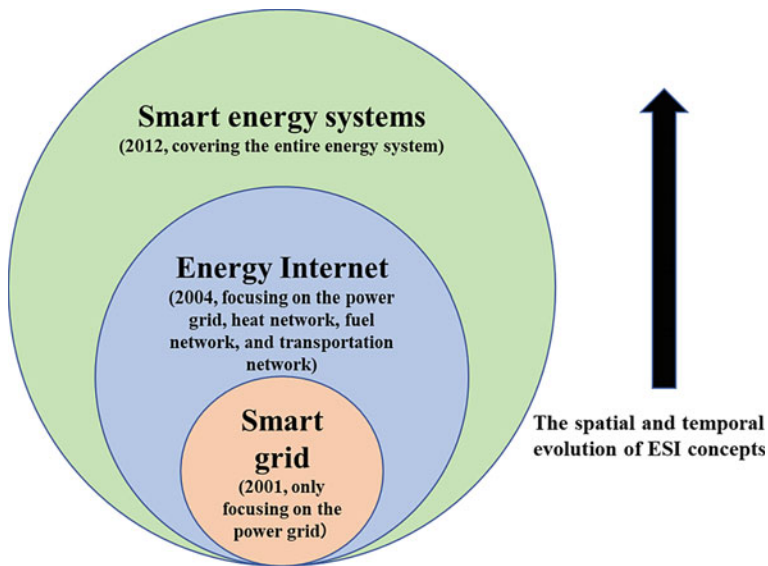 Smart energy systems
(2012, covering the entire energy system)
Energy Internet
(2004, focusing on the power
grid, heat network, fuel
network, and transportation
network)
Smart
grid
(2001, only
focusing on the
power grid)
The spatial and temporal
evolution of ESI concepts